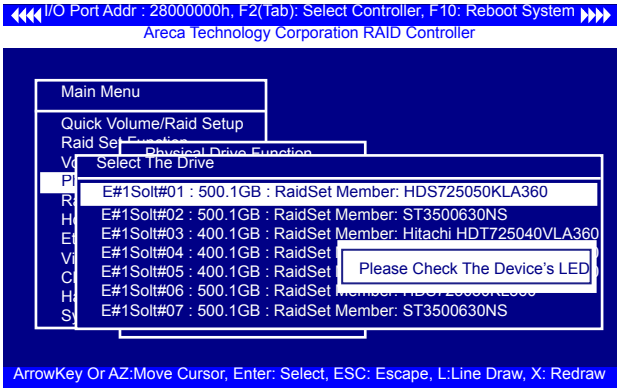 I/O Port Addr : 28000000h, F2(Tab): Select Controller, F10: Reboot System
Areca Technology Corporation RAID Controller
Main Menu
Quick Volume/Raid Setup
Raid Set Function
Physical Drive Function
Select The Drive
E#1Solt#01 : 500.1GB : RaidSet Member: HDS725050KLA360
E#1Solt#02 : 500.1GB : RaidSet Member: ST3500630NS
E#1Solt#03 : 400.1GB : RaidSet Member: Hitachi HDT725040VLA360
E#1Solt#04 : 400.1GB : RaidSet
E#1Solt#05 : 400.1GB : RaidSet
Please Check The Device's LED
E#1Solt#06 : 500.1GB : RaidSet
E#1Solt#07 : 500.1GB : RaidSet Member: ST3500630NS
ArrowKey Or AZ:Move Cursor, Enter: Select, ESC: Escape, L:Line Draw, X: Redraw